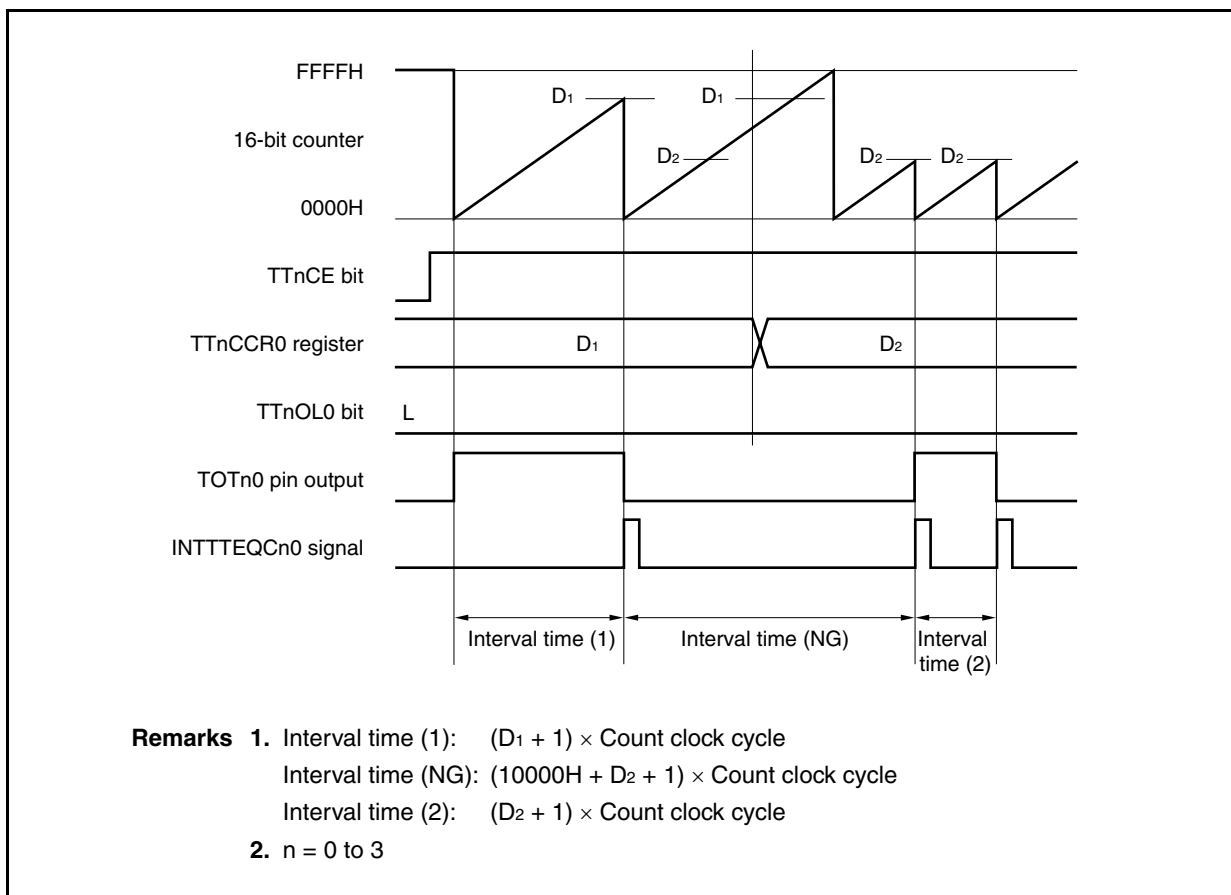 FFFFH
D1
D1
16-bit counter
D2
D2
D2
0000H
TTnCE bit
TTnCCR0 register
D1
D2
TTnOL0 bit
L
TOTn0 pin output
INTTTEQCn0 signal
Interval time (1)
Interval time (NG)
Interval
time (2)
Remarks 1. Interval time (1): (D1 + 1) × Count clock cycle
Interval time (NG): (10000H + D2 + 1) × Count clock cycle
Interval time (2): (D2 + 1) × Count clock cycle
2. n = 0 to 3